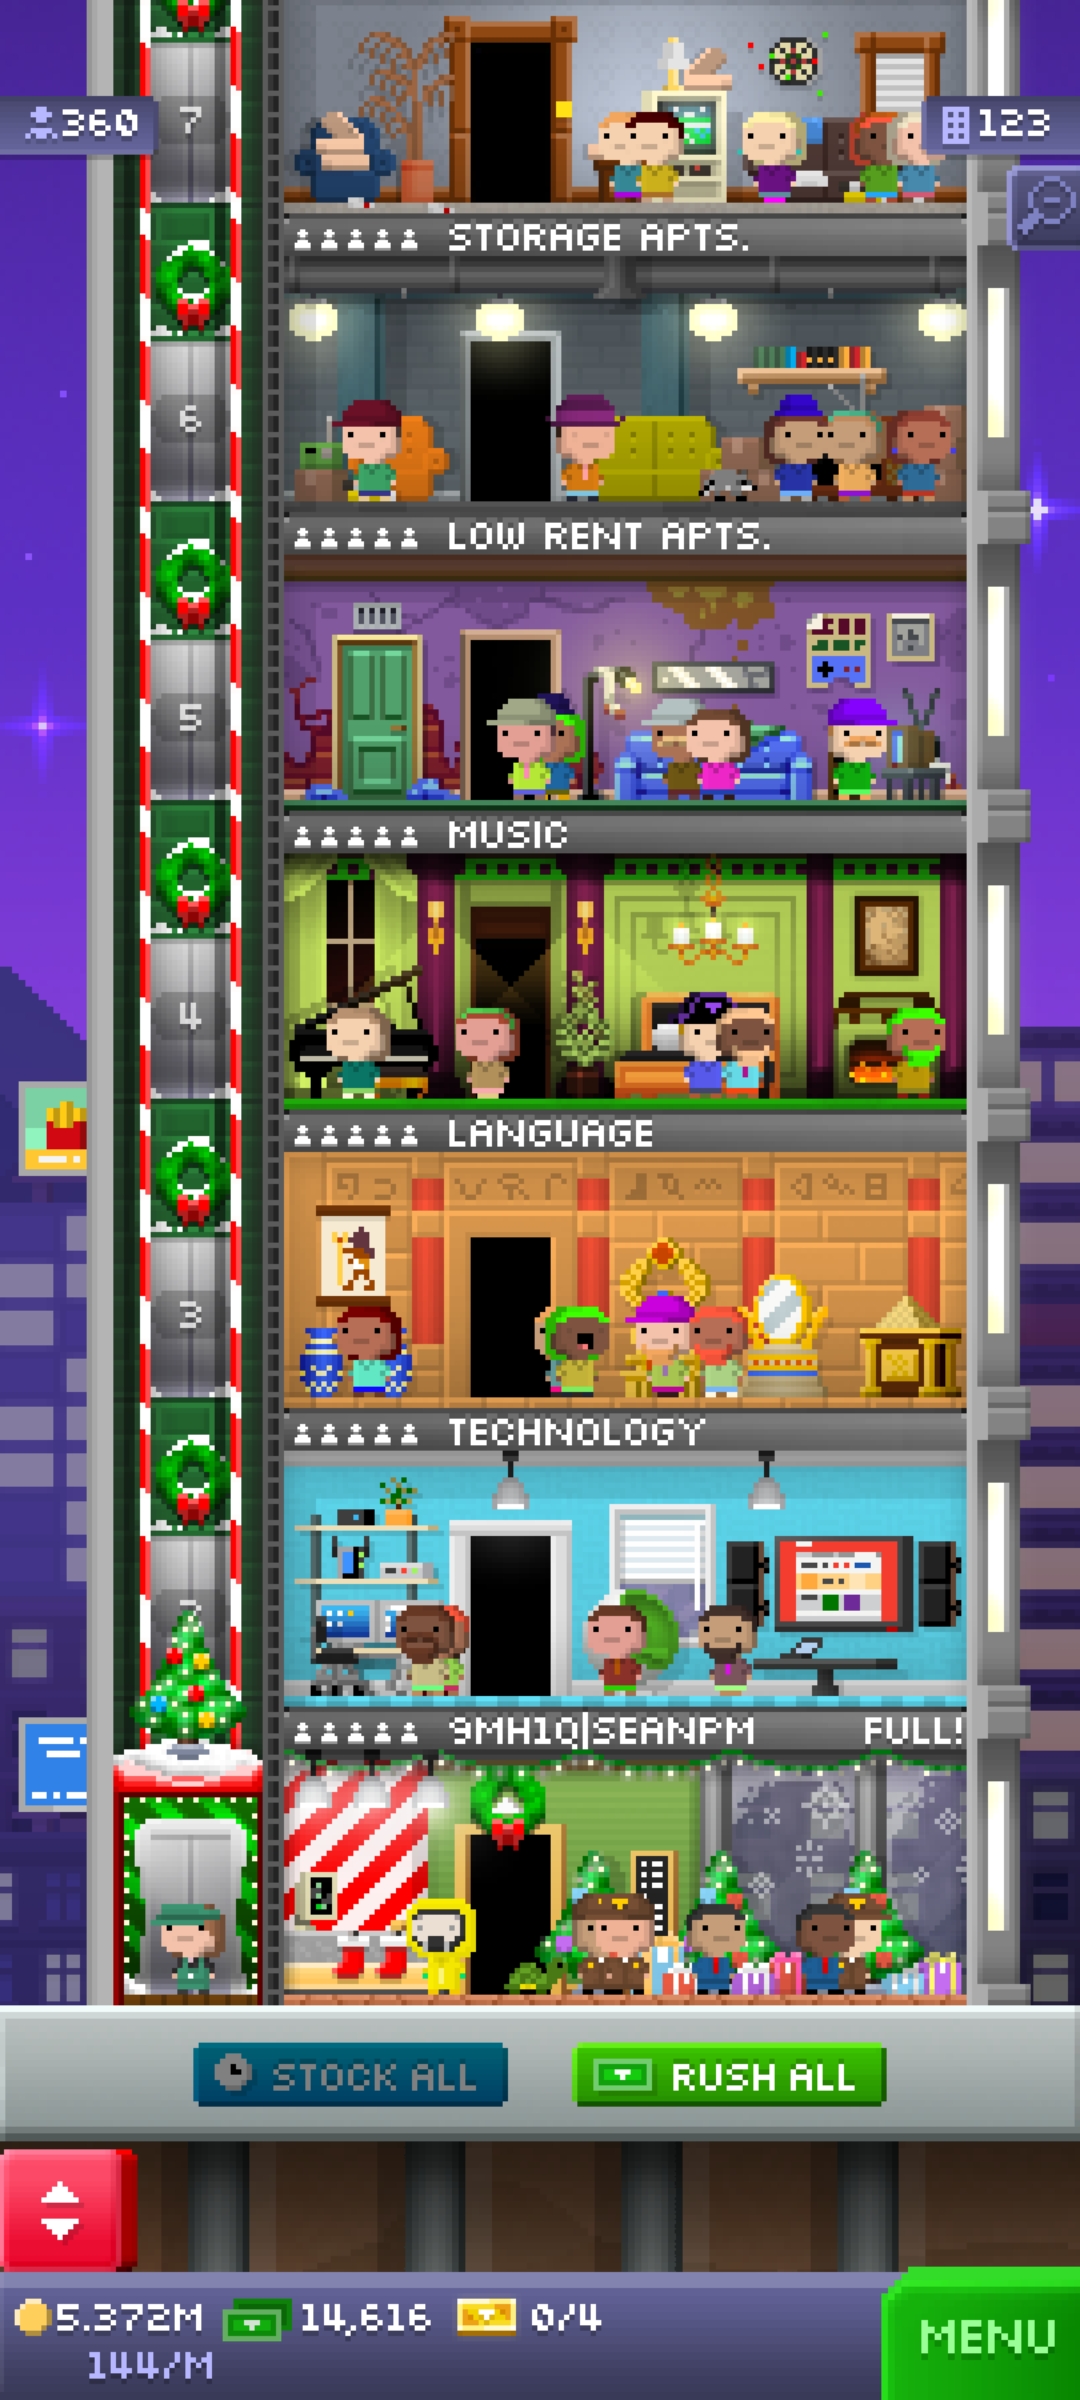 7
360
123
STORAGE APTS.
6
LOW RENT APTS.
5
MUSIC
4
LANGUAGE
3
TECHNOLOGY
9MH1Q|SEANPM FULL!
STOCK ALL
RUSH ALL
5.372M 14,616 0/4
144/M
MENU